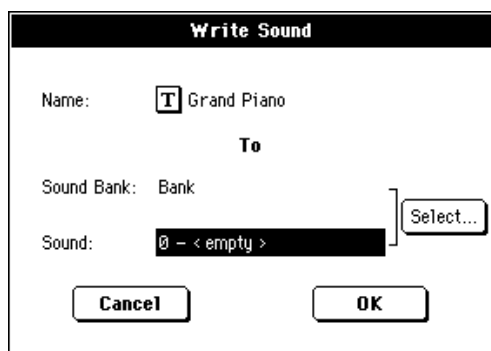 Write Sound
Name: T Grand Piano
To
Sound Bank: Bank
Select...
Sound: 0 - < empty >
Cancel OK